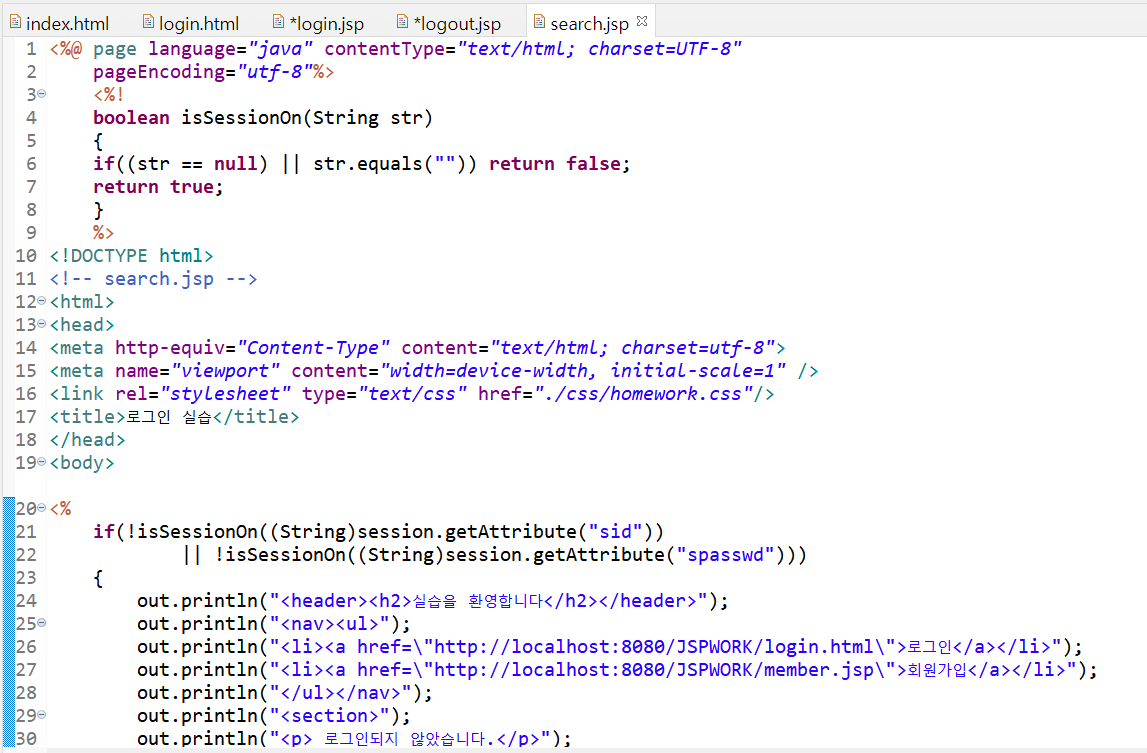 index.html login.html *login.jsp *logout.jsp search.jsp
1 <%@ page language="java" contentType="text/html; charset=UTF-8"
2     pageEncoding="utf-8"%>
3     <%!
4     boolean isSessionOn(String str)
5     {
6     if((str == null) || str.equals("")) return false;
7     return true;
8     }
9     %>
10 <!DOCTYPE html>
11 <!-- search.jsp -->
12 <html>
13 <head>
14 <meta http-equiv="Content-Type" content="text/html; charset=utf-8">
15 <meta name="viewport" content="width=device-width, initial-scale=1" />
16 <link rel="stylesheet" type="text/css" href="./css/homework.css"/>
17 <title>로그인 실습</title>
18 </head>
19 <body>
20 <%
21     if(!isSessionOn((String)session.getAttribute("sid"))
22             || !isSessionOn((String)session.getAttribute("spasswd")))
23     {
24         out.println("<header><h2>실습을 환영합니다</h2></header>");
25         out.println("<nav><ul>");
26         out.println("<li><a href=\"http://localhost:8080/JSPWORK/login.html\">로그인</a></li>");
27         out.println("<li><a href=\"http://localhost:8080/JSPWORK/member.jsp\">회원가입</a></li>");
28         out.println("</ul></nav>");
29         out.println("<section>");
30         out.println("<p> 로그인되지 않았습니다.</p>");